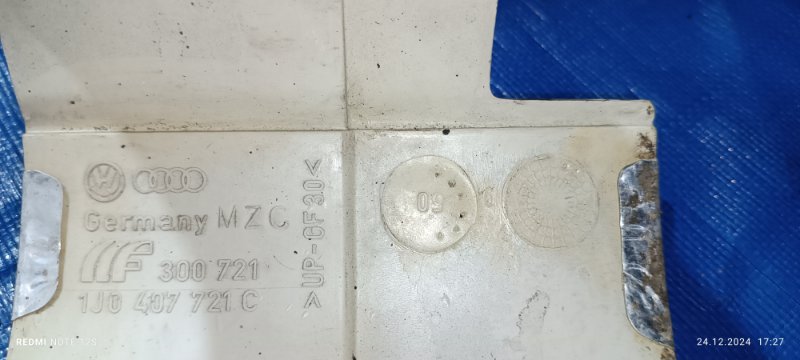 Germany MZC
300 721
1J0 407 721 C
>UP-GF30<
09
REDMI NOTE 12S
24.12.2024 17:27